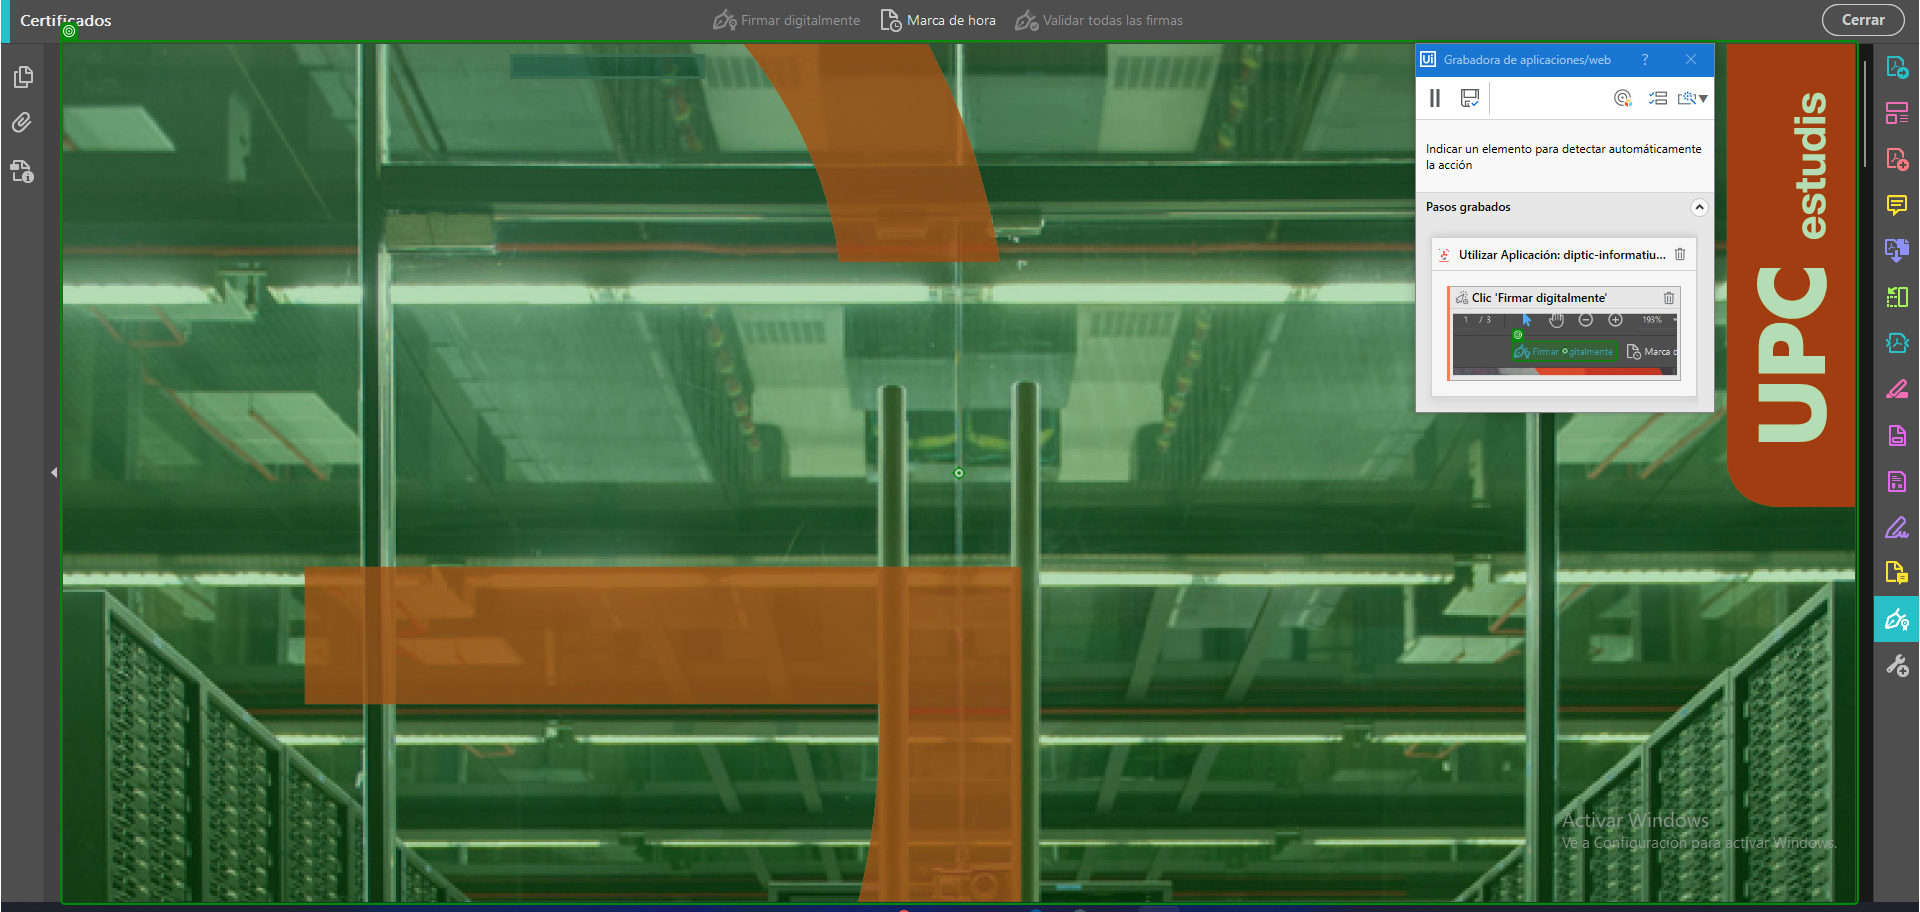 Certificados
Firmar digitalmente
Marca de hora
Validar todas las firmas
Cerrar
Ui Grabadora de aplicaciones/web ?
Indicar un elemento para detectar automáticamente
la acción
Pasos grabados
Utilizar Aplicación: diptic-informatiu...
Clic 'Firmar digitalmente'
1 / 3 193%
Firmar digitalmente Marca d
UPC estudis
Activar Windows
Ve a Configuración para activar Windows.